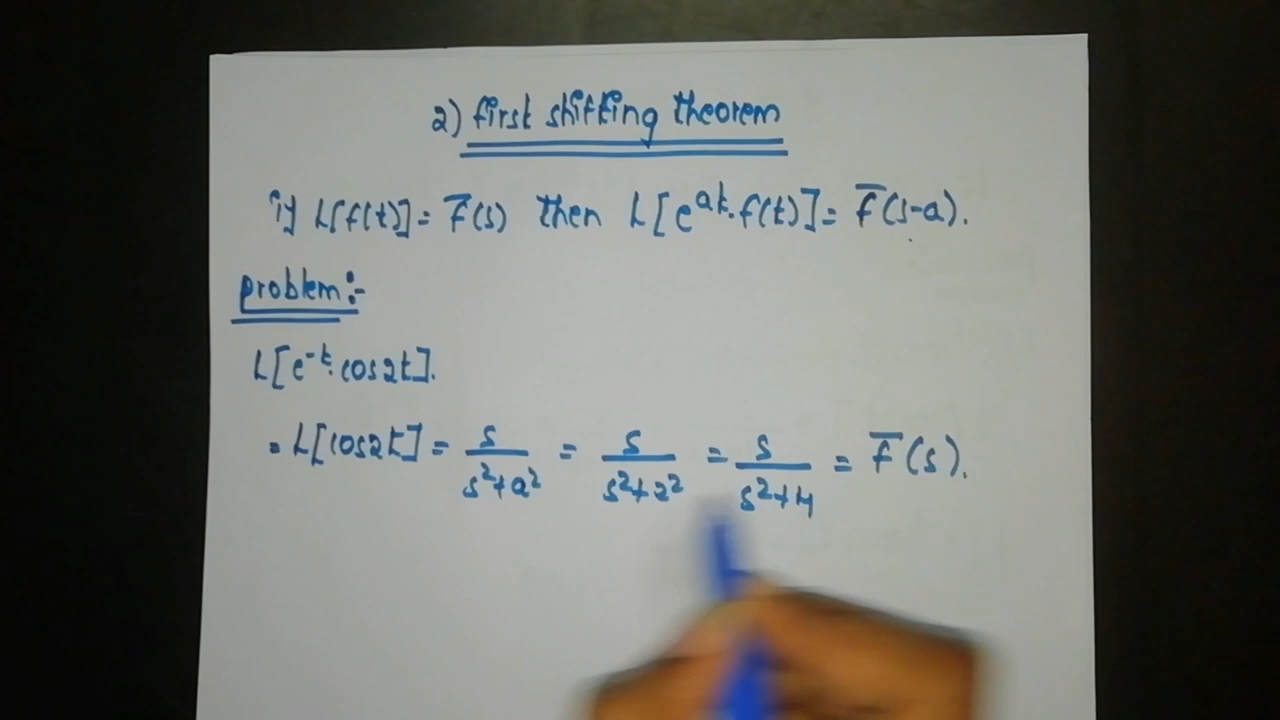 2) first shifting theorem
if L[f(t)] = F̅(s) then L[e^{at}.f(t)] = F̅(s-a).
problem:-
L[e^{-t}.cos2t].
= L[cos2t] = s/(s²+a²) = s/(s²+2²) = s/(s²+4) = F̅(s).